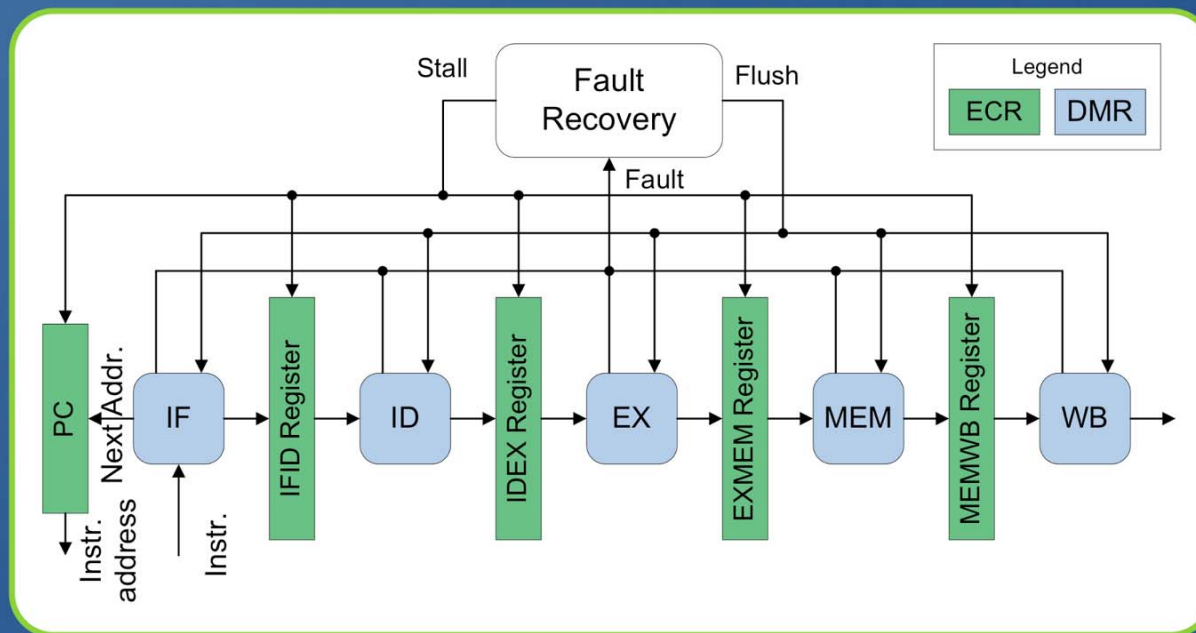 Stall
Fault
Recovery
Flush
Legend
ECR
DMR
Fault
PC
Next Addr.
IF
IFID Register
ID
IDEX Register
EX
EXMEM Register
MEM
MEMWB Register
WB
Instr.
address
Instr.